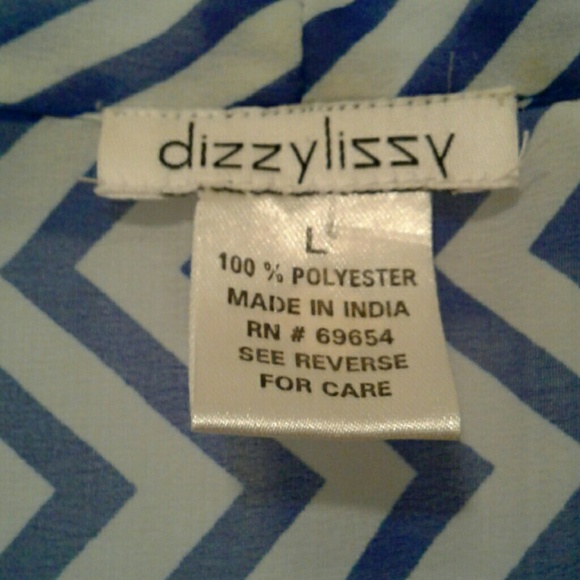 dizzylissy
L
100 % POLYESTER
MADE IN INDIA
RN # 69654
SEE REVERSE
FOR CARE